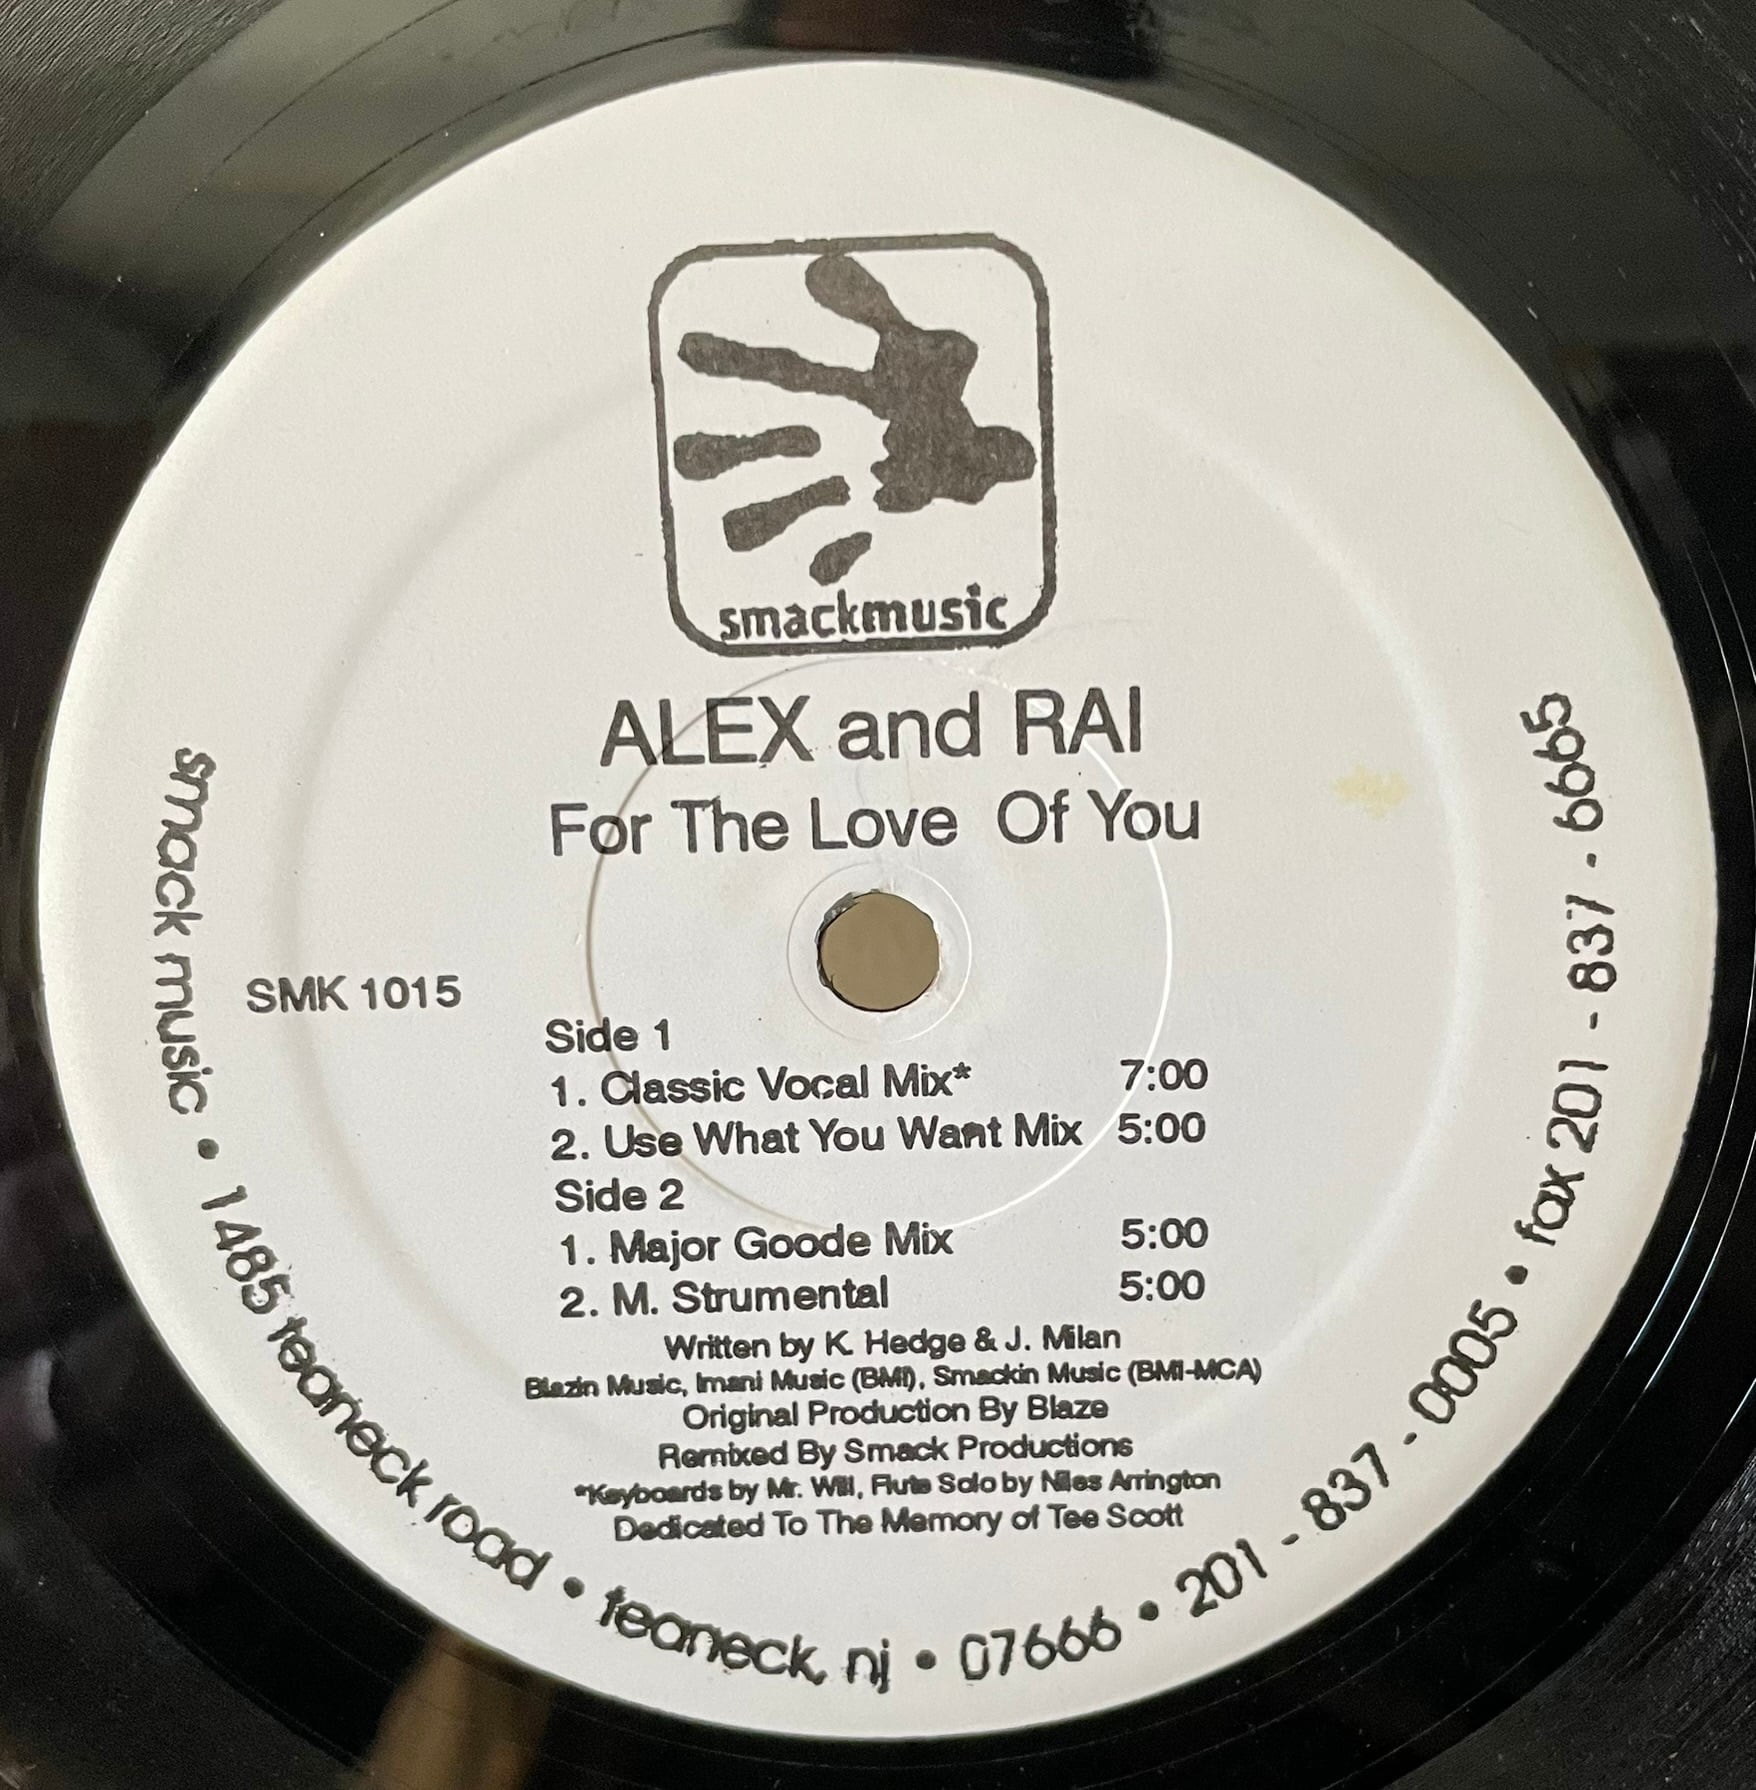 smackmusic
ALEX and RAI
For The Love Of You
SMK 1015
Side 1
1. Classic Vocal Mix* 7:00
2. Use What You Want Mix 5:00
Side 2
1. Major Goode Mix 5:00
2. M. Strumental 5:00
Written by K. Hedge & J. Milan
Blazin Music, Imani Music (BMI), Smackin Music (BMI-MCA)
Original Production By Blaze
Remixed By Smack Productions
*Keyboards by Mr. Will, Flute Solo by Niles Arrington
Dedicated To The Memory of Tee Scott
smack music • 1485 teaneck road • teaneck, nj • 07666 • 201 - 837 - 0005 • fax 201 - 837 - 6665